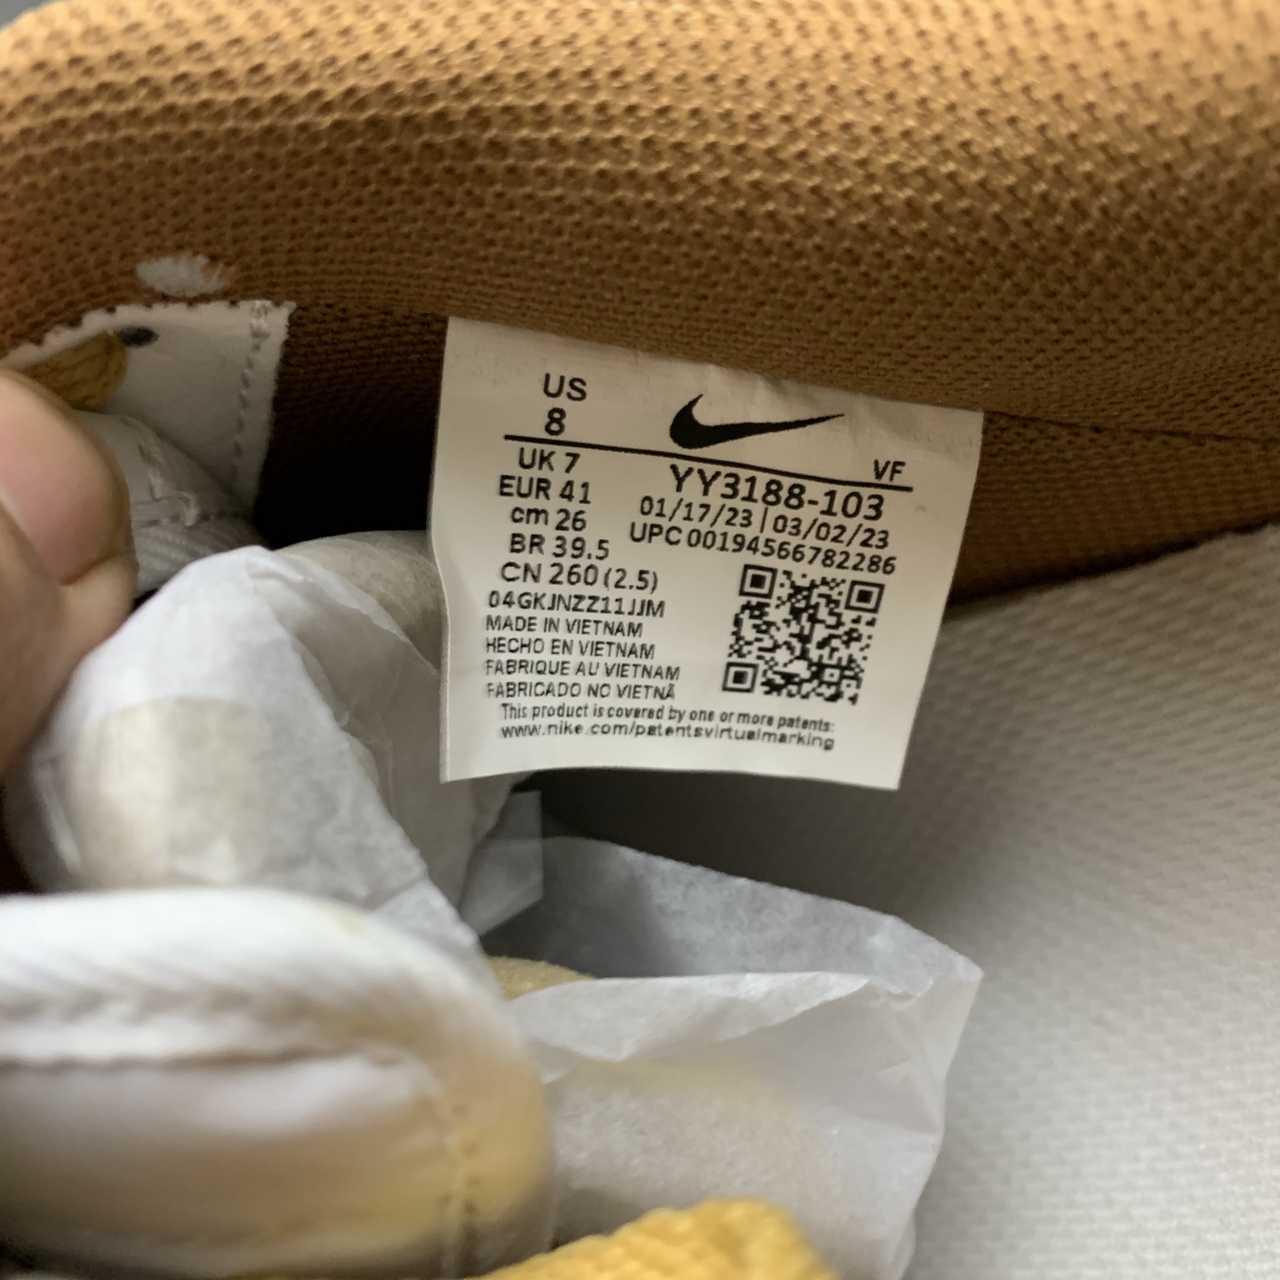 US
8
VF
UK 7
YY3188-103
EUR 41
01/17/23 | 03/02/23
cm 26
UPC 00194566782286
BR 39.5
CN 260 (2.5)
04GKJNZZ11JJM
MADE IN VIETNAM
HECHO EN VIETNAM
FABRIQUE AU VIETNAM
FABRICADO NO VIETNÃ
This product is covered by one or more patents:
www.nike.com/patentsvirtualmarking